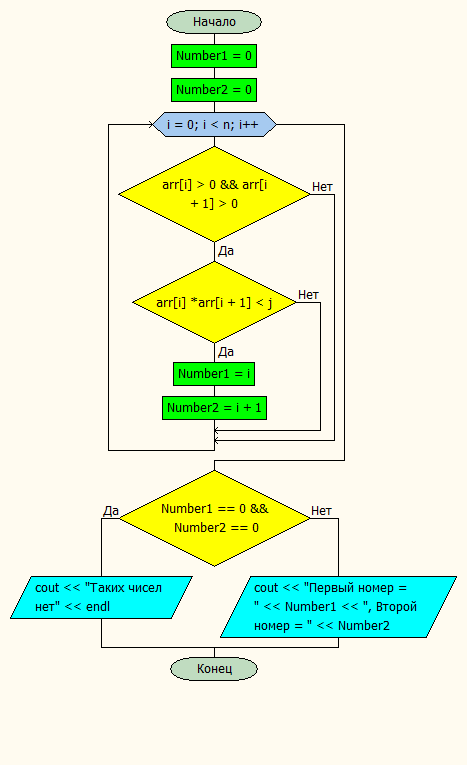 Начало
Number1 = 0
Number2 = 0
i = 0; i < n; i++
arr[i] > 0 && arr[i
+ 1] > 0
Нет
Да
arr[i] *arr[i + 1] < j
Нет
Да
Number1 = i
Number2 = i + 1
Number1 == 0 &&
Number2 == 0
Да
Нет
cout << "Таких чисел
нет" << endl
cout << "Первый номер =
" << Number1 << ", Второй
номер = " << Number2
Конец